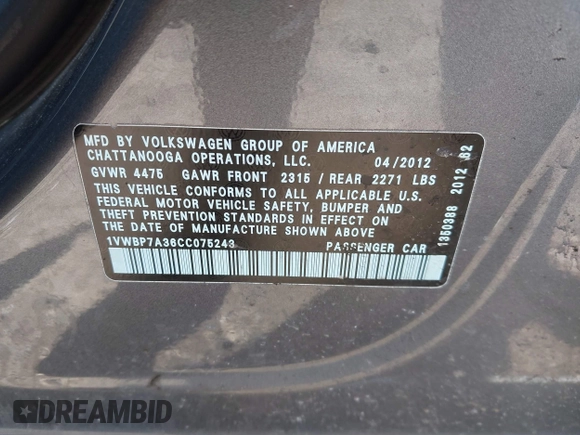 MFD BY VOLKSWAGEN GROUP OF AMERICA
CHATTANOOGA OPERATIONS, LLC. 04/2012
GVWR 4475 GAWR FRONT 2315 / REAR 2271 LBS
THIS VEHICLE CONFORMS TO ALL APPLICABLE U.S.
FEDERAL MOTOR VEHICLE SAFETY, BUMPER AND
THEFT PREVENTION STANDARDS IN EFFECT ON
THE DATE OF MANUFACTURE SHOWN ABOVE
1VWBP7A36CC075243 PASSENGER CAR
1350388 2012 82
DREAMBID